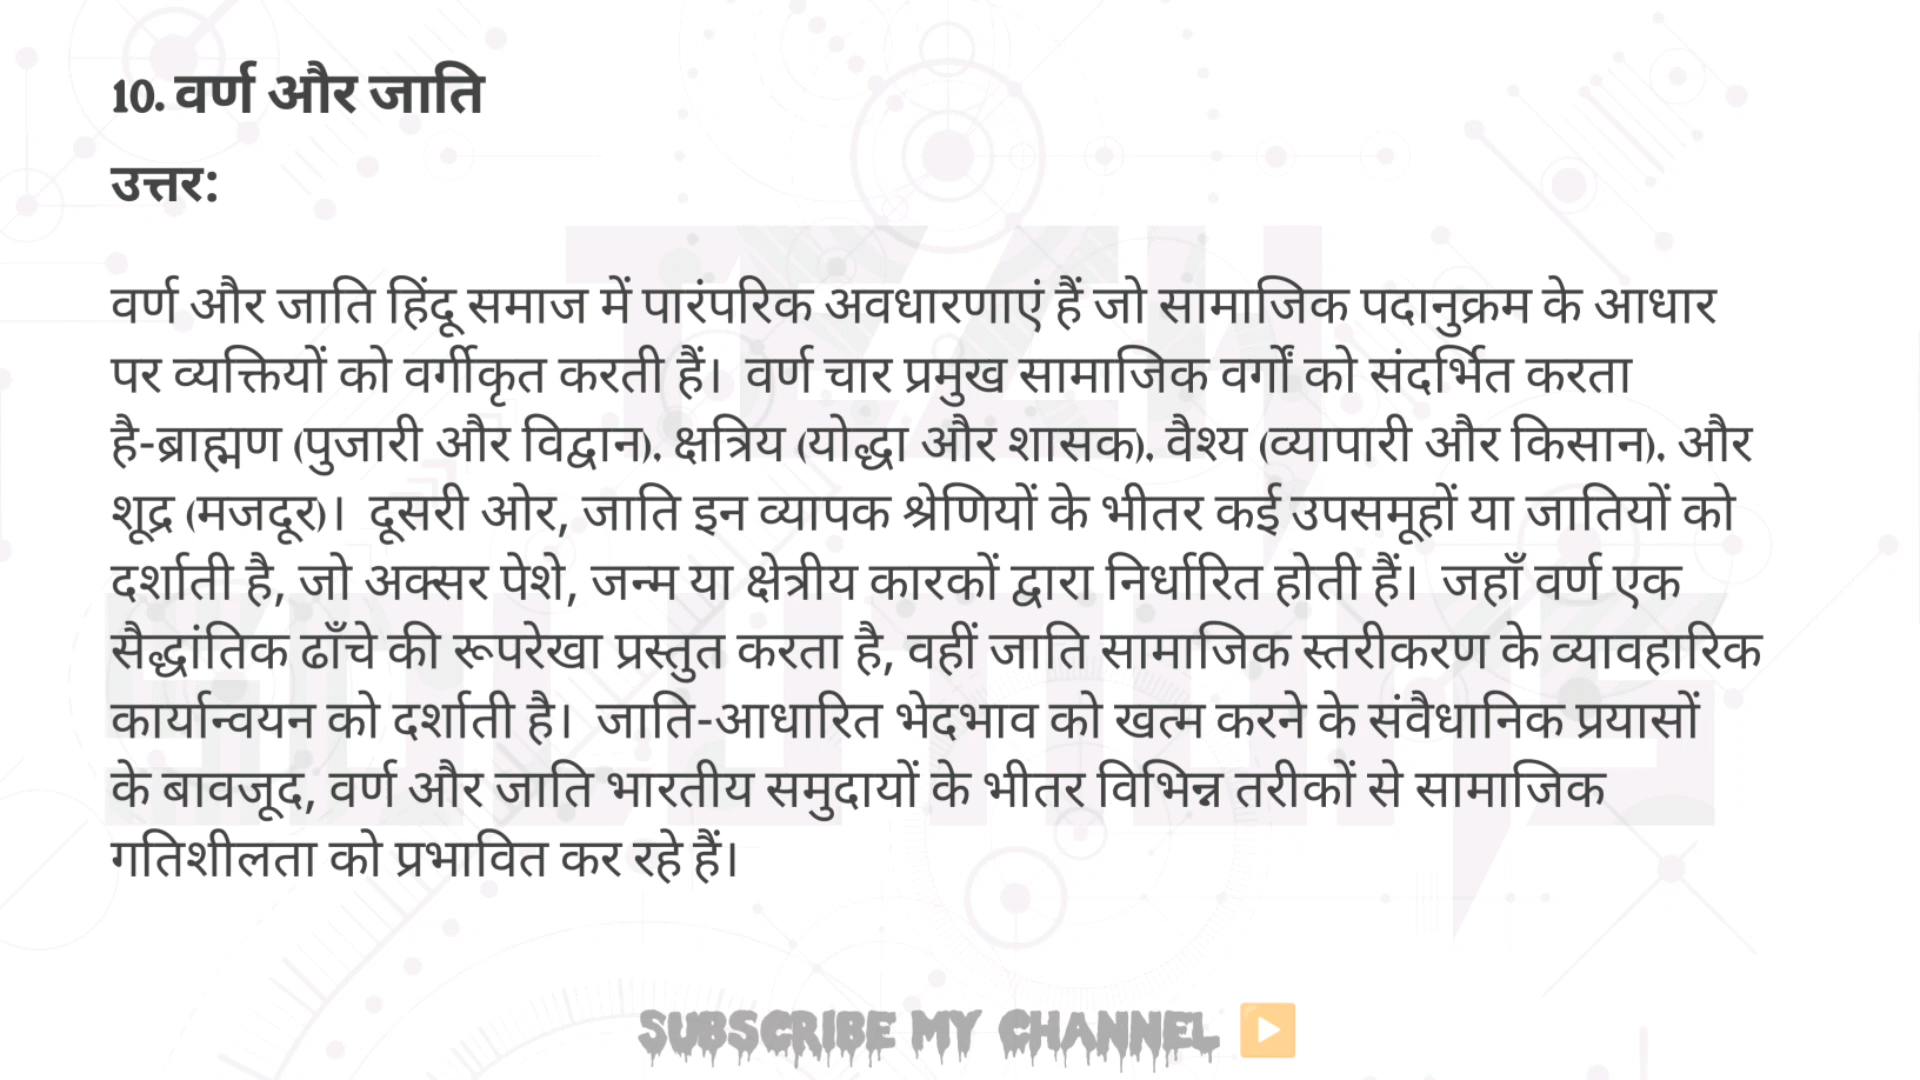 10. वर्ण और जाति
उत्तर:
वर्ण और जाति हिंदू समाज में पारंपरिक अवधारणाएं हैं जो सामाजिक पदानुक्रम के आधार
पर व्यक्तियों को वर्गीकृत करती हैं। वर्ण चार प्रमुख सामाजिक वर्गों को संदर्भित करता
है-ब्राह्मण (पुजारी और विद्वान), क्षत्रिय (योद्धा और शासक), वैश्य (व्यापारी और किसान), और
शूद्र (मजदूर)। दूसरी ओर, जाति इन व्यापक श्रेणियों के भीतर कई उपसमूहों या जातियों को
दर्शाती है, जो अक्सर पेशे, जन्म या क्षेत्रीय कारकों द्वारा निर्धारित होती हैं। जहाँ वर्ण एक
सैद्धांतिक ढाँचे की रूपरेखा प्रस्तुत करता है, वहीं जाति सामाजिक स्तरीकरण के व्यावहारिक
कार्यान्वयन को दर्शाती है। जाति-आधारित भेदभाव को खत्म करने के संवैधानिक प्रयासों
के बावजूद, वर्ण और जाति भारतीय समुदायों के भीतर विभिन्न तरीकों से सामाजिक
गतिशीलता को प्रभावित कर रहे हैं।
SUBSCRIBE MY CHANNEL